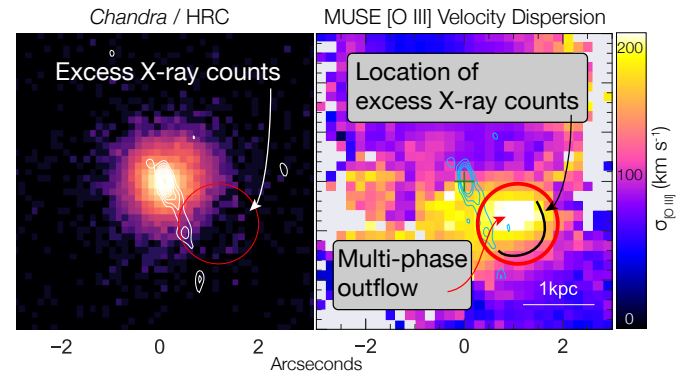 Chandra / HRC
MUSE [O III] Velocity Dispersion
Excess X-ray counts
Location of
excess X-ray counts
Multi-phase
outflow
1kpc
200
100
0
σ[O III] (km s⁻¹)
−2
0
2
−2
0
2
Arcseconds